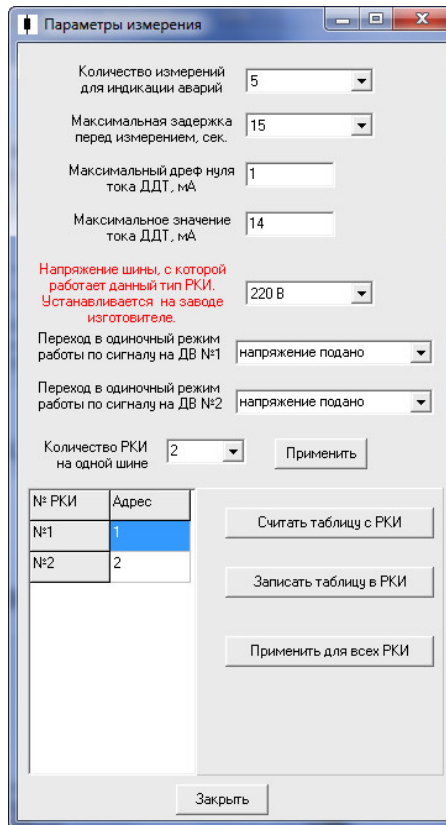 Параметры измерения
Количество измерений
для индикации аварий
5
Максимальная задержка
перед измерением, сек.
15
Максимальный дреф нуля
тока ДДТ, мА
1
Максимальное значение
тока ДДТ, мА
14
Напряжение шины, с которой
работает данный тип РКИ.
Устанавливается на заводе
изготовителе.
220 В
Переход в одиночный режим
работы по сигналу на ДВ №1
напряжение подано
Переход в одиночный режим
работы по сигналу на ДВ №2
напряжение подано
Количество РКИ
на одной шине
2
Применить
№ РКИ Адрес
№1 1
№2 2
Считать таблицу с РКИ
Записать таблицу в РКИ
Применить для всех РКИ
Закрыть